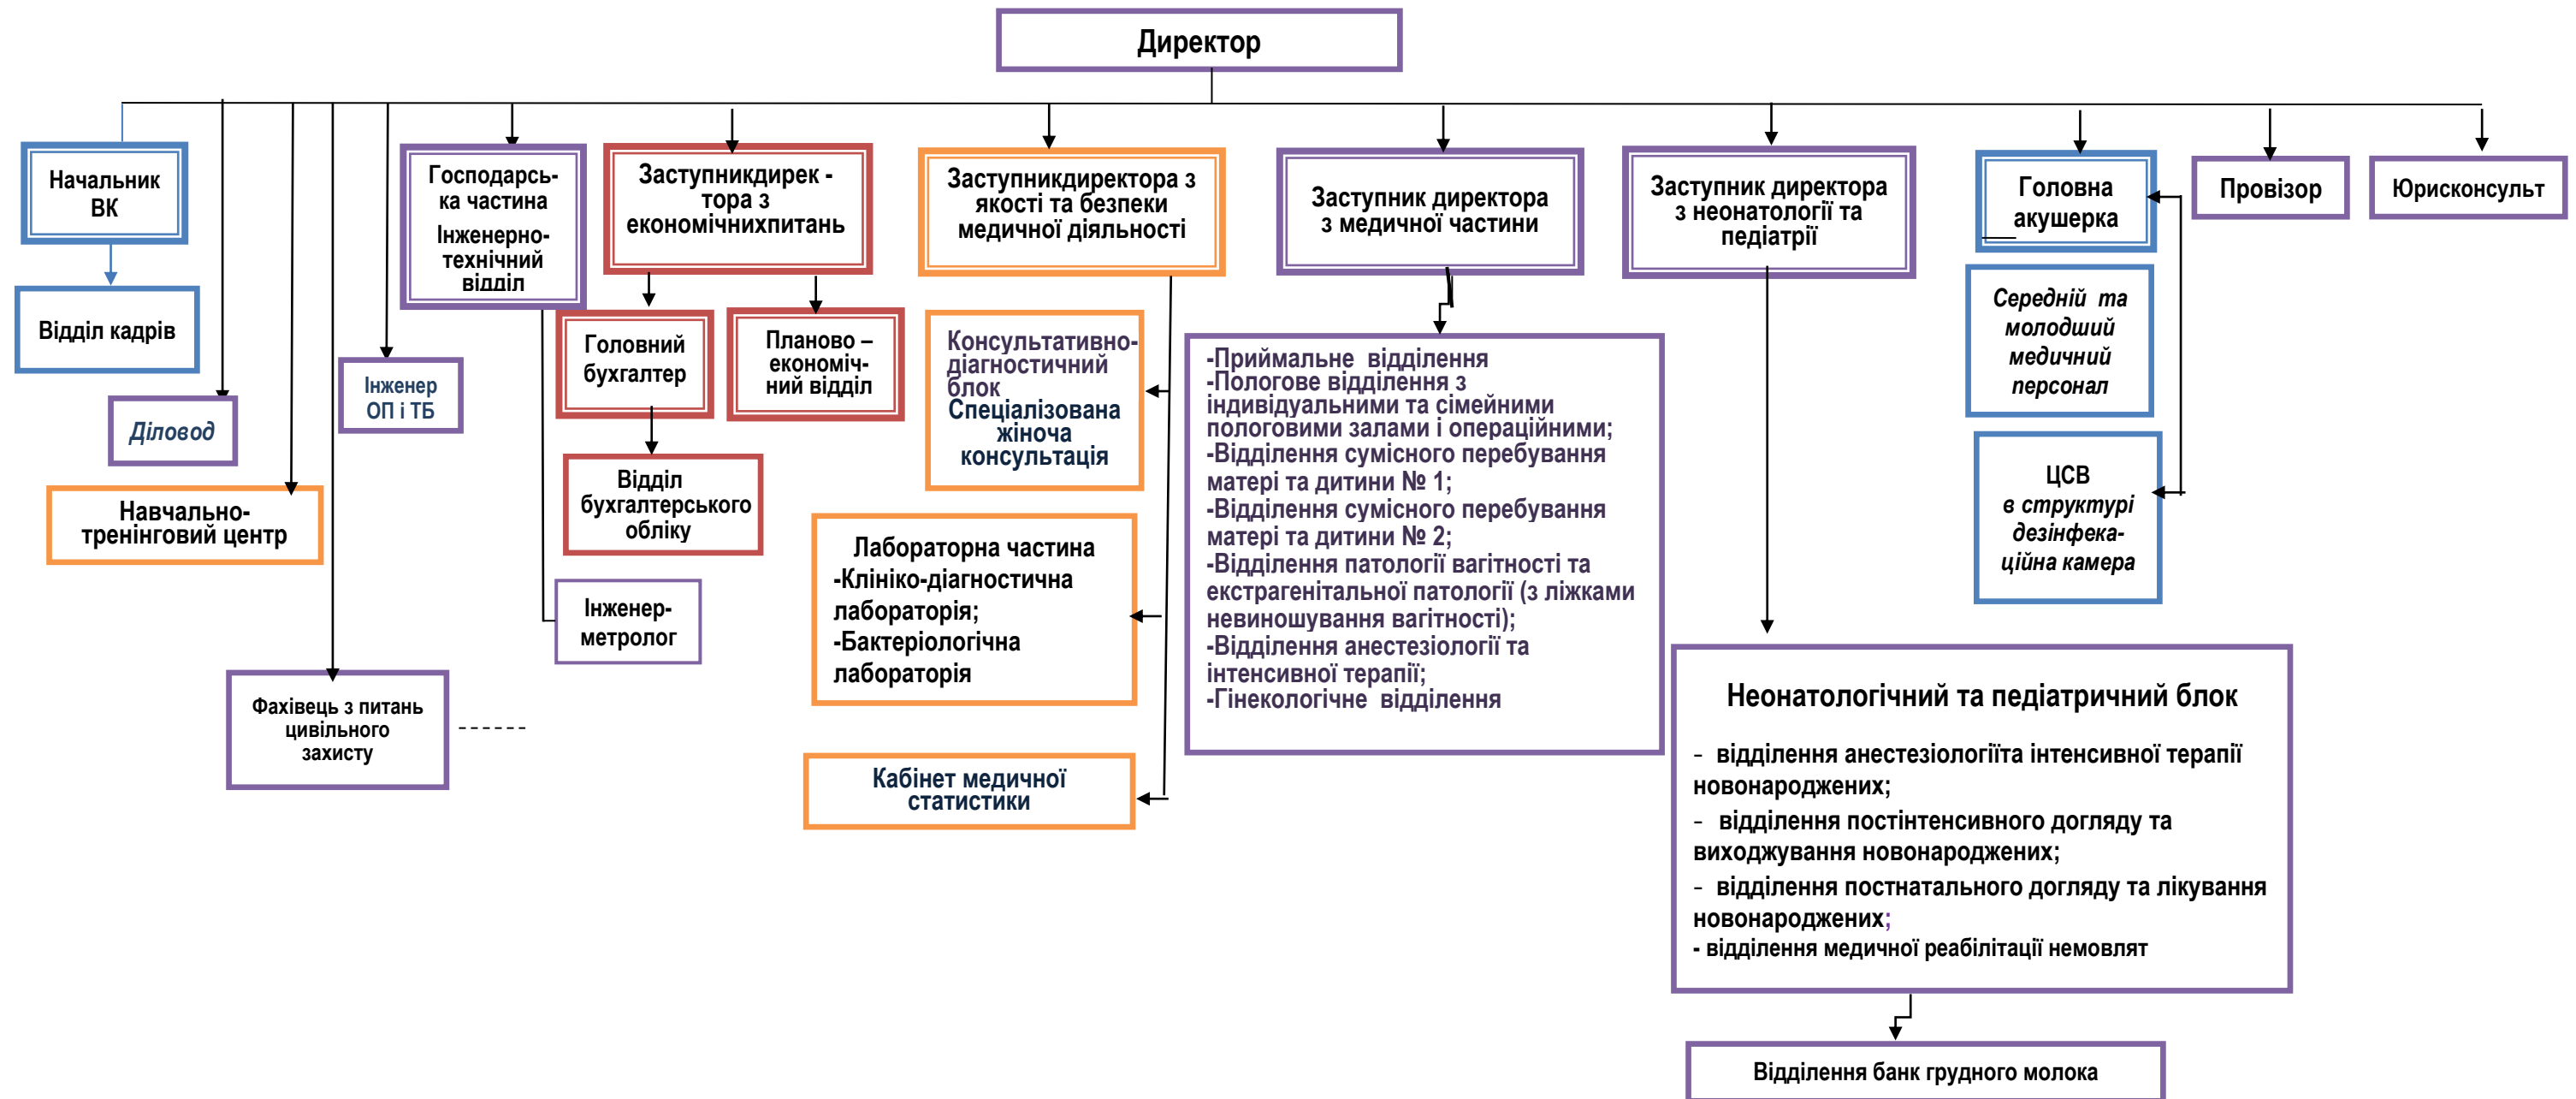 Директор
Начальник
ВК
Господарсь-
ка частина
Інженерно-
технічний
відділ
Заступникдирек -
тора з
економічнихпитань
Заступникдиректора з
якості та безпеки
медичної діяльності
Заступник директора
з медичної частини
Заступник директора
з неонатології та
педіатрії
Головна
акушерка
Провізор
Юрисконсульт
Відділ кадрів
Діловод
Навчально-
тренінговий центр
Інженер
ОП і ТБ
Фахівець з питань
цивільного
захисту
Головний
бухгалтер
Планово –
економіч-
ний відділ
Відділ
бухгалтерського
обліку
Інженер-
метролог
Консультативно-
діагностичний
блок
Спеціалізована
жіноча
консультація
Лабораторна частина
-Клініко-діагностична
лабораторія;
-Бактеріологічна
лабораторія
Кабінет медичної
статистики
-Приймальне відділення
-Пологове відділення з
індивідуальними та сімейними
пологовими залами і операційними;
-Відділення сумісного перебування
матері та дитини № 1;
-Відділення сумісного перебування
матері та дитини № 2;
-Відділення патології вагітності та
екстрагенітальної патології (з ліжками
невиношування вагітності);
-Відділення анестезіології та
інтенсивної терапії;
-Гінекологічне відділення
Середній та
молодший
медичний
персонал
ЦСВ
в структурі
дезінфека-
ційна камера
Неонатологічний та педіатричний блок
- відділення анестезіологіїта інтенсивної терапії
новонароджених;
- відділення постінтенсивного догляду та
виходжування новонароджених;
- відділення постнатального догляду та лікування
новонароджених;
- відділення медичної реабілітації немовлят
Відділення банк грудного молока